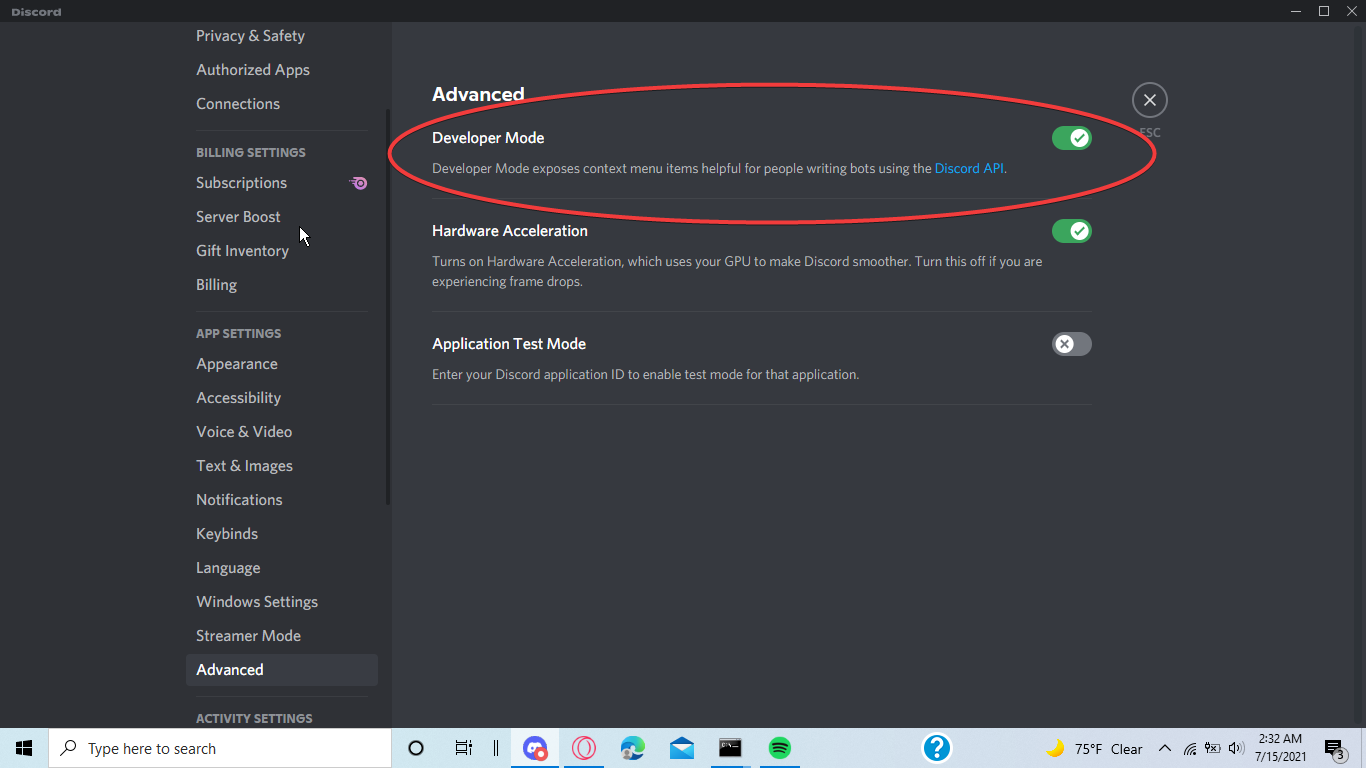 Discord
Privacy & Safety
Authorized Apps
Connections
BILLING SETTINGS
Subscriptions
Server Boost
Gift Inventory
Billing
APP SETTINGS
Appearance
Accessibility
Voice & Video
Text & Images
Notifications
Keybinds
Language
Windows Settings
Streamer Mode
Advanced
ACTIVITY SETTINGS
Advanced
ESC
Developer Mode
Developer Mode exposes context menu items helpful for people writing bots using the Discord API.
Hardware Acceleration
Turns on Hardware Acceleration, which uses your GPU to make Discord smoother. Turn this off if you are
experiencing frame drops.
Application Test Mode
Enter your Discord application ID to enable test mode for that application.
Type here to search
75°F Clear
2:32 AM
7/15/2021
3